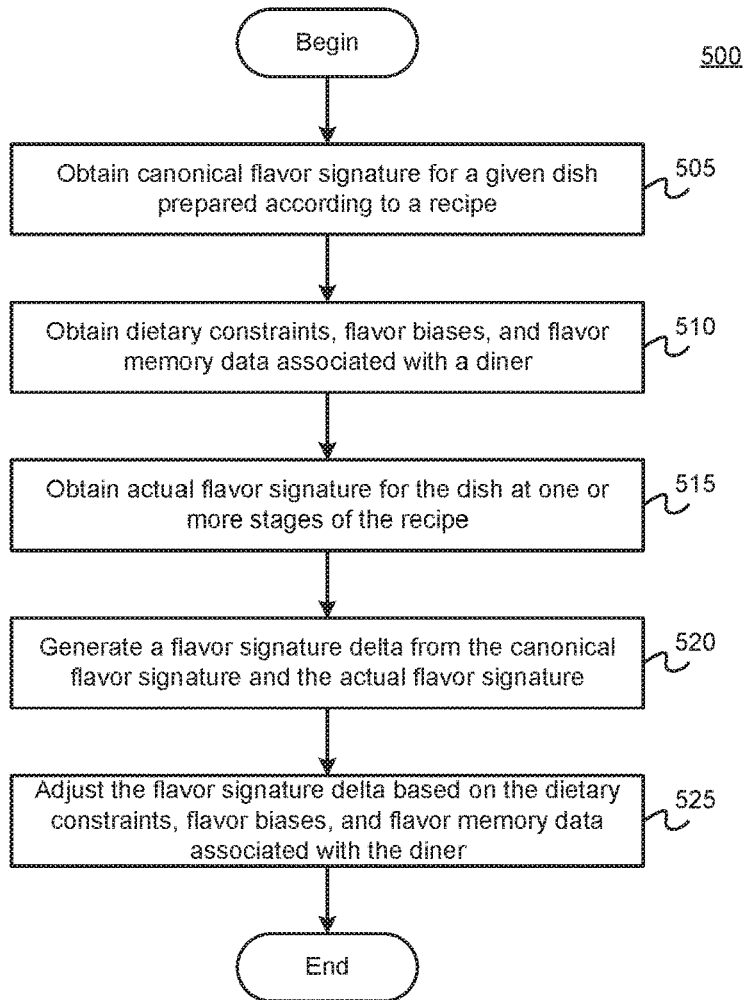 Begin
500
Obtain canonical flavor signature for a given dish
prepared according to a recipe
505
Obtain dietary constraints, flavor biases, and flavor
memory data associated with a diner
510
Obtain actual flavor signature for the dish at one or
more stages of the recipe
515
Generate a flavor signature delta from the canonical
flavor signature and the actual flavor signature
520
Adjust the flavor signature delta based on the dietary
constraints, flavor biases, and flavor memory data
associated with the diner
525
End